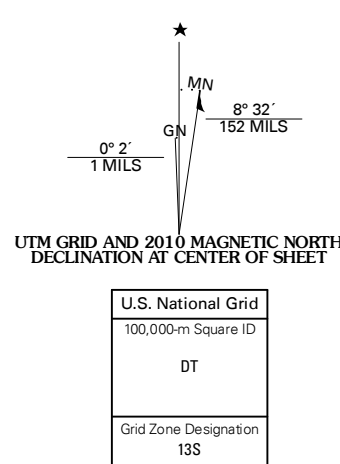 MN
GN
8° 32´
152 MILS
0° 2´
1 MILS
UTM GRID AND 2010 MAGNETIC NORTH
DECLINATION AT CENTER OF SHEET
U.S. National Grid
100,000-m Square ID
DT
Grid Zone Designation
13S